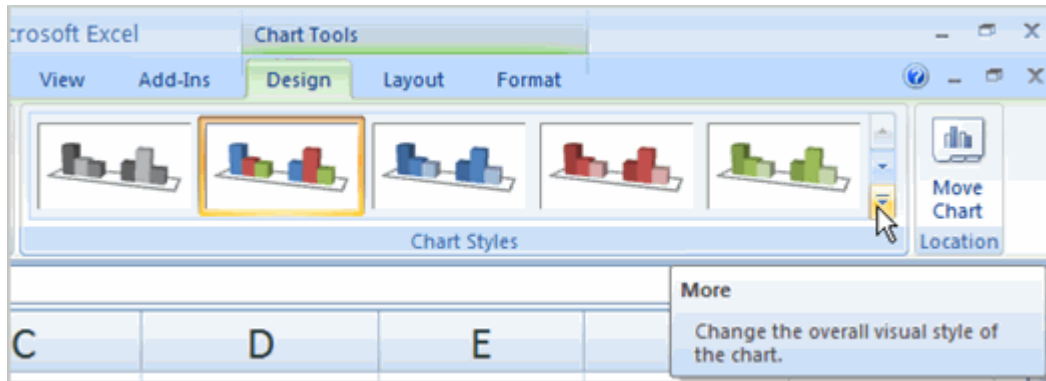 crosoft Excel
Chart Tools
View Add-Ins Design Layout Format
Move
Chart
Chart Styles
Location
More
Change the overall visual style of
the chart.
C D E